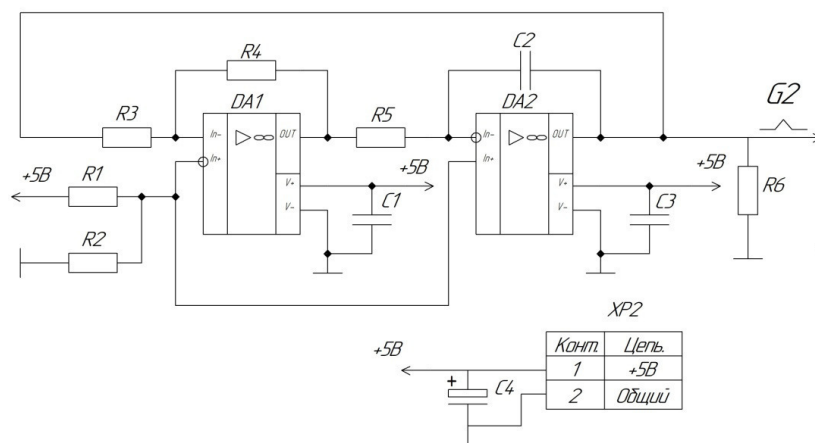 C2
R4
G2
R3
DA1
R5
DA2
In-
OUT
In-
OUT
In+
In+
+5В
R1
+5В
+5В
V+
V+
R6
R2
V-
C1
V-
C3
XP2
+5В
Конт.
Цепь.
1
+5В
+
C4
2
Общий